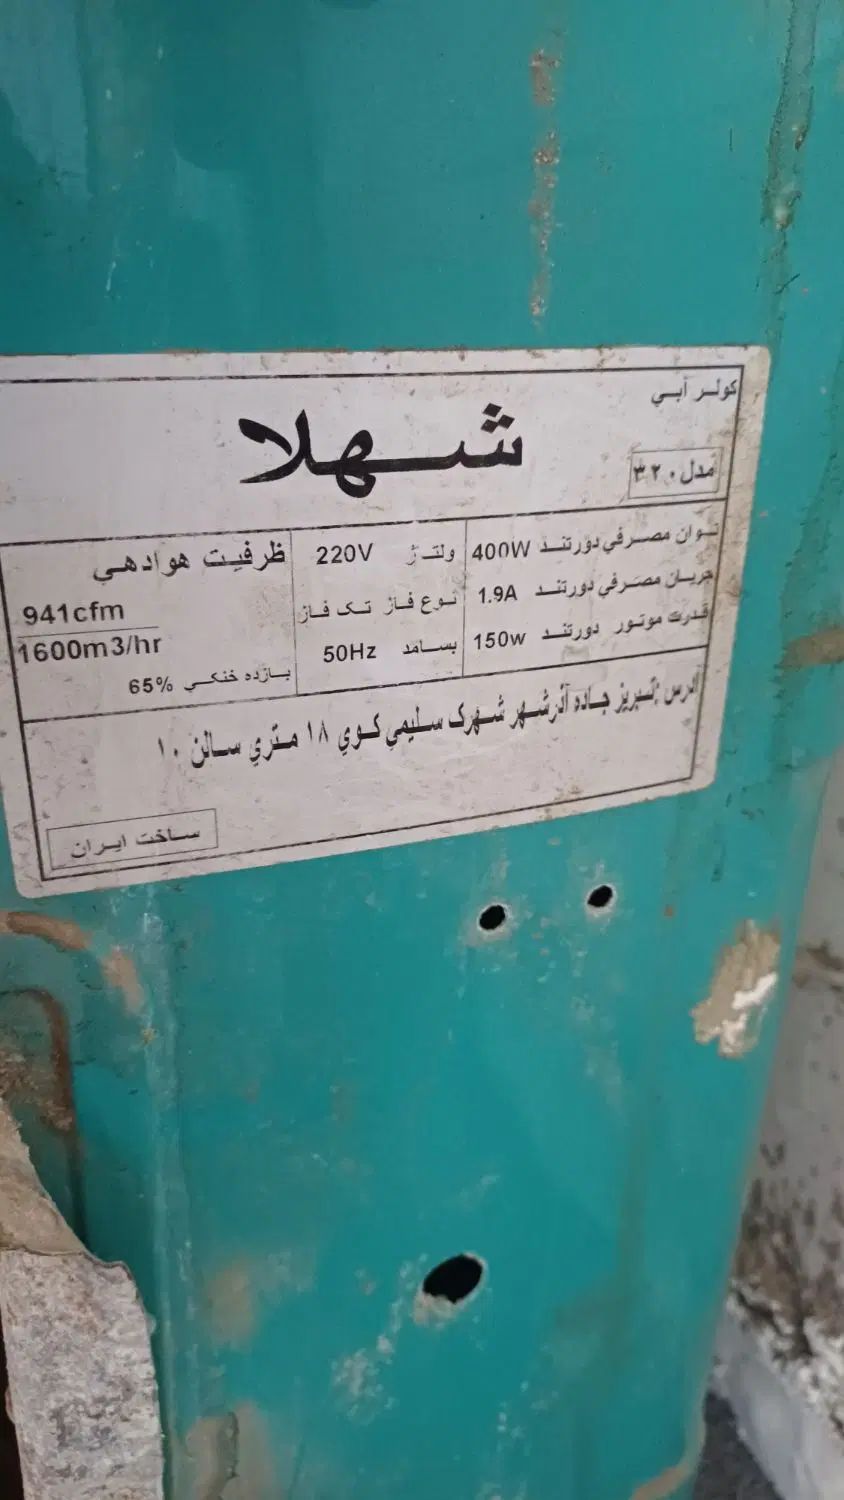 کولر آبي
شهلا
مدل ۳۲۰
توان مصرفي دورتند 400W
جريان مصرفي دورتند 1.9A
قدرت موتور دورتند 150w
ولتاژ 220V
نوع فاز تک فاز
بسامد 50Hz
ظرفيت هوادهي
941cfm
1600m3/hr
بازده خنکي 65%
آدرس :تبريز جاده آذرشهر شهرک سليمي کوي ۱۸ متري سالن ۱۰
ساخت ايران